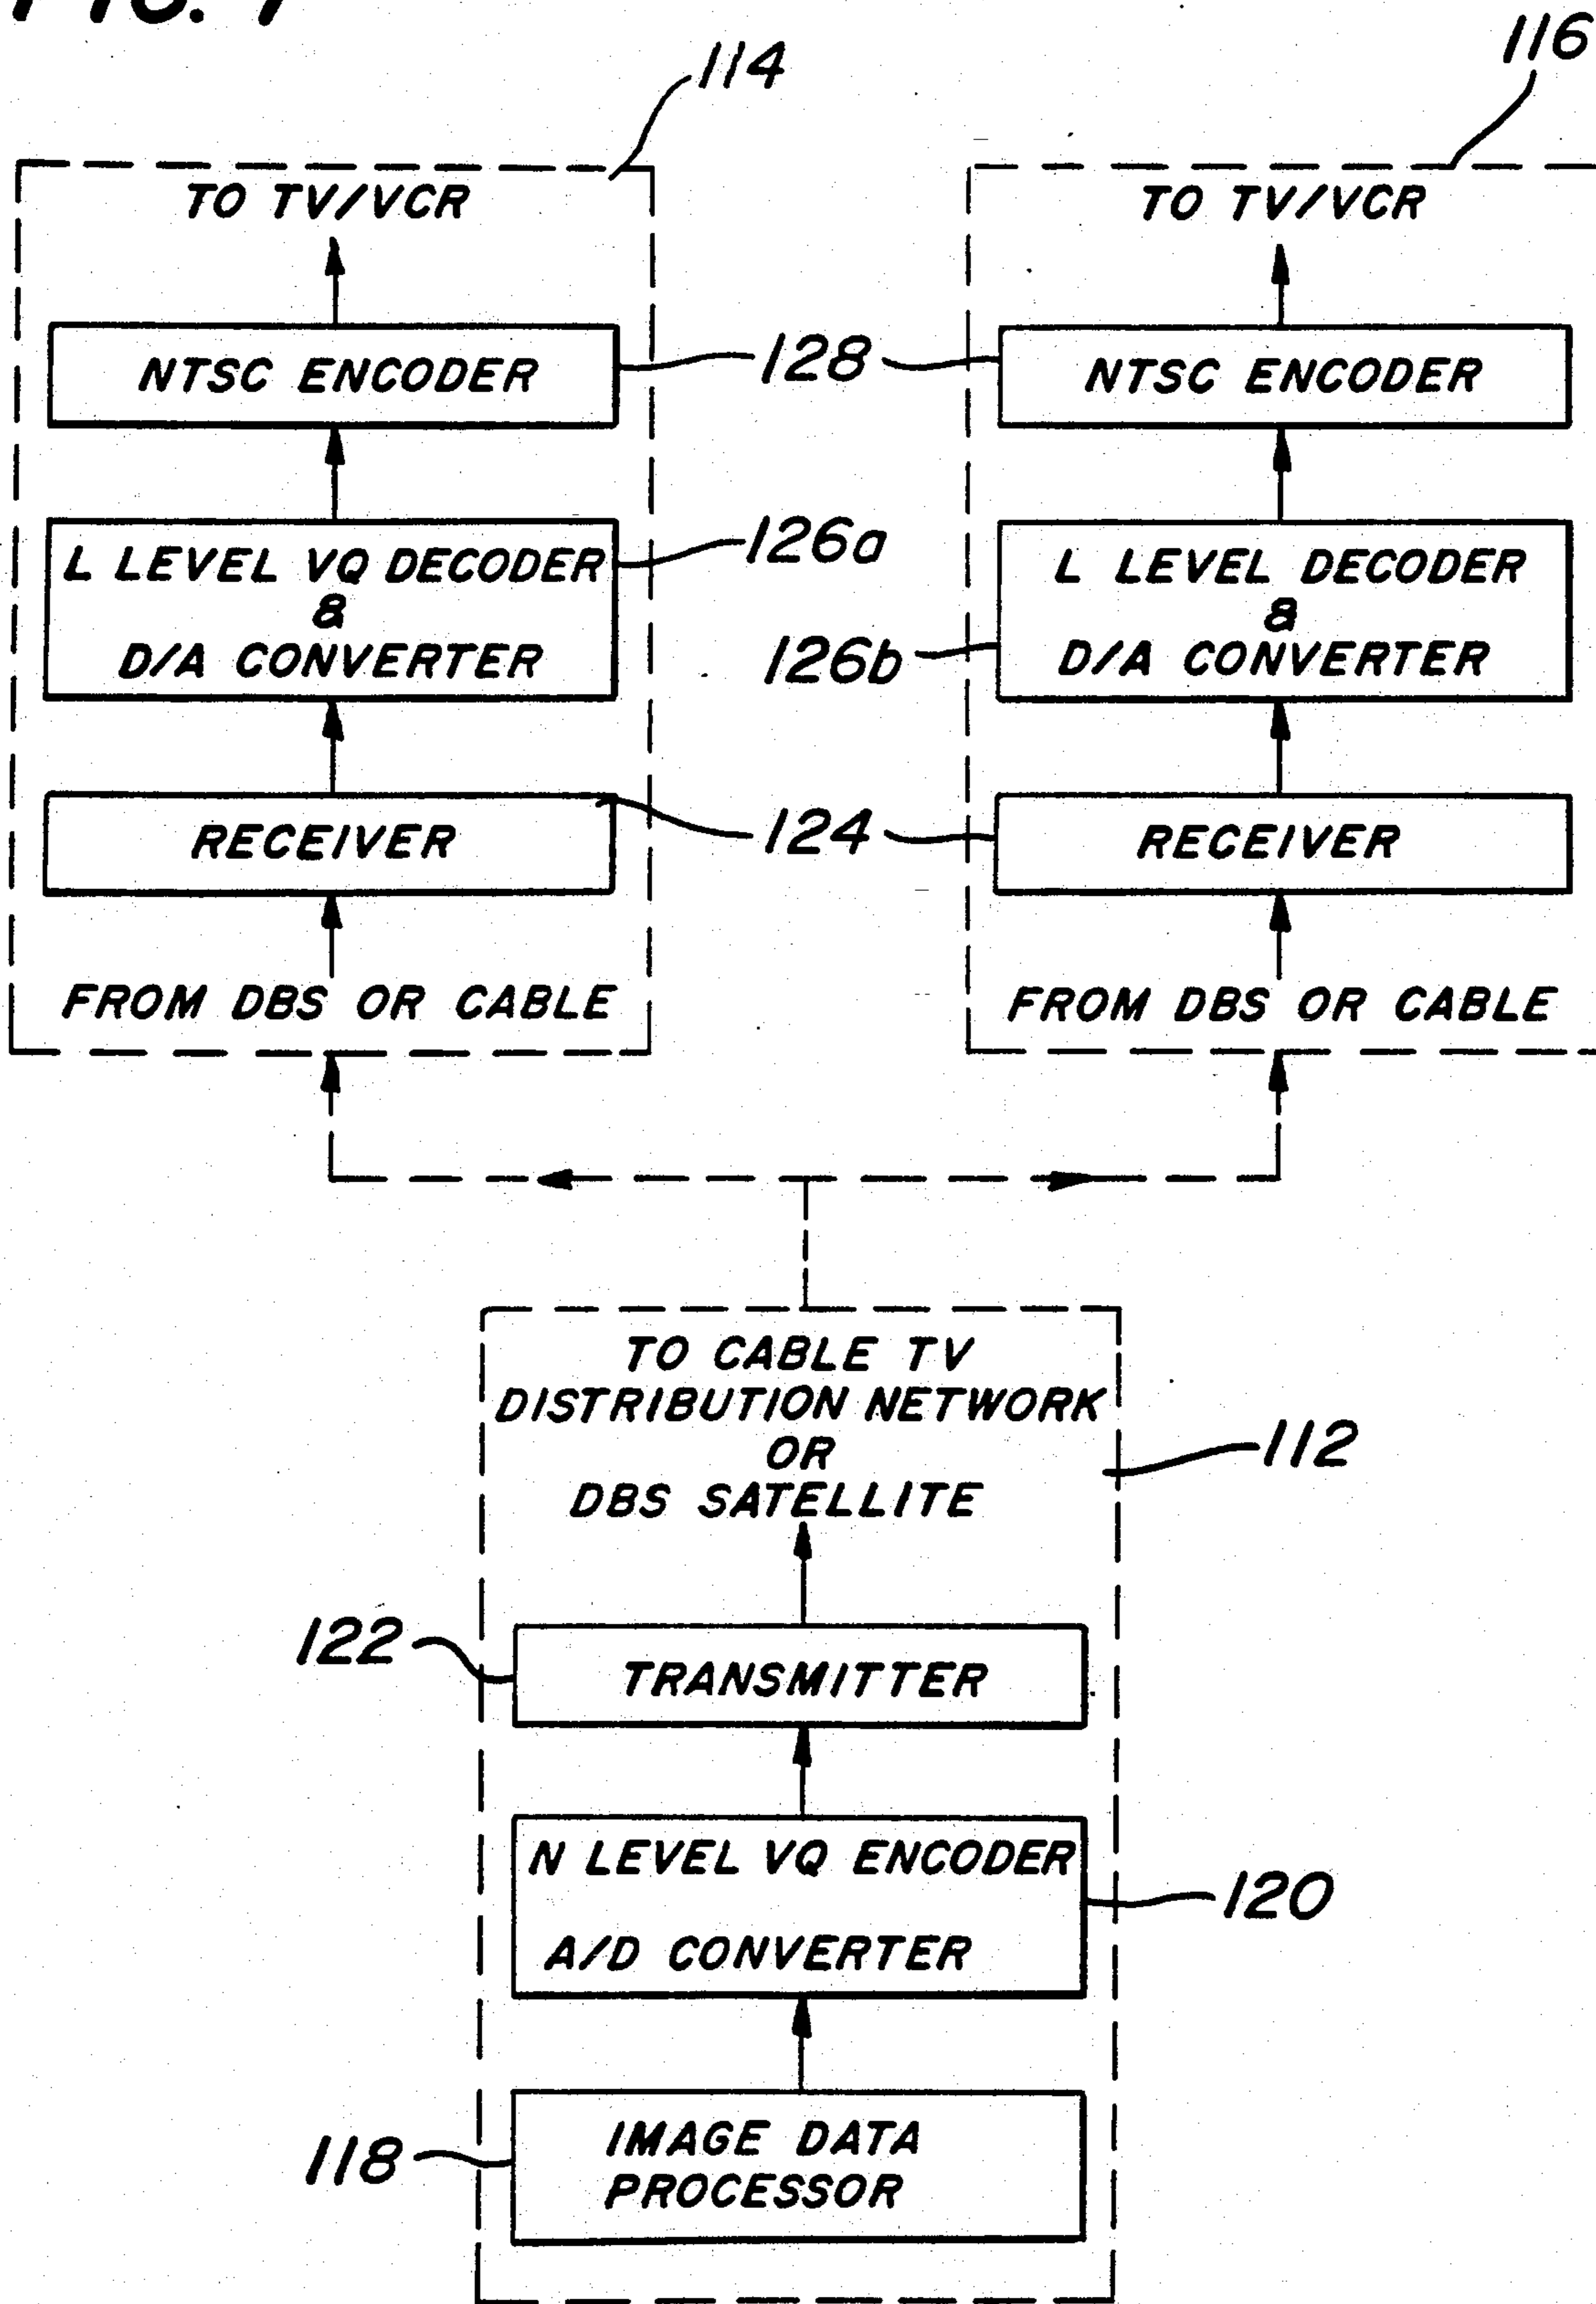 114
116
TO TV/VCR
TO TV/VCR
NTSC ENCODER
128
NTSC ENCODER
L LEVEL VQ DECODER
&
D/A CONVERTER
126a
126b
L LEVEL DECODER
&
D/A CONVERTER
RECEIVER
124
RECEIVER
FROM DBS OR CABLE
FROM DBS OR CABLE
TO CABLE TV
DISTRIBUTION NETWORK
OR
DBS SATELLITE
112
122
TRANSMITTER
N LEVEL VQ ENCODER
A/D CONVERTER
120
118
IMAGE DATA
PROCESSOR